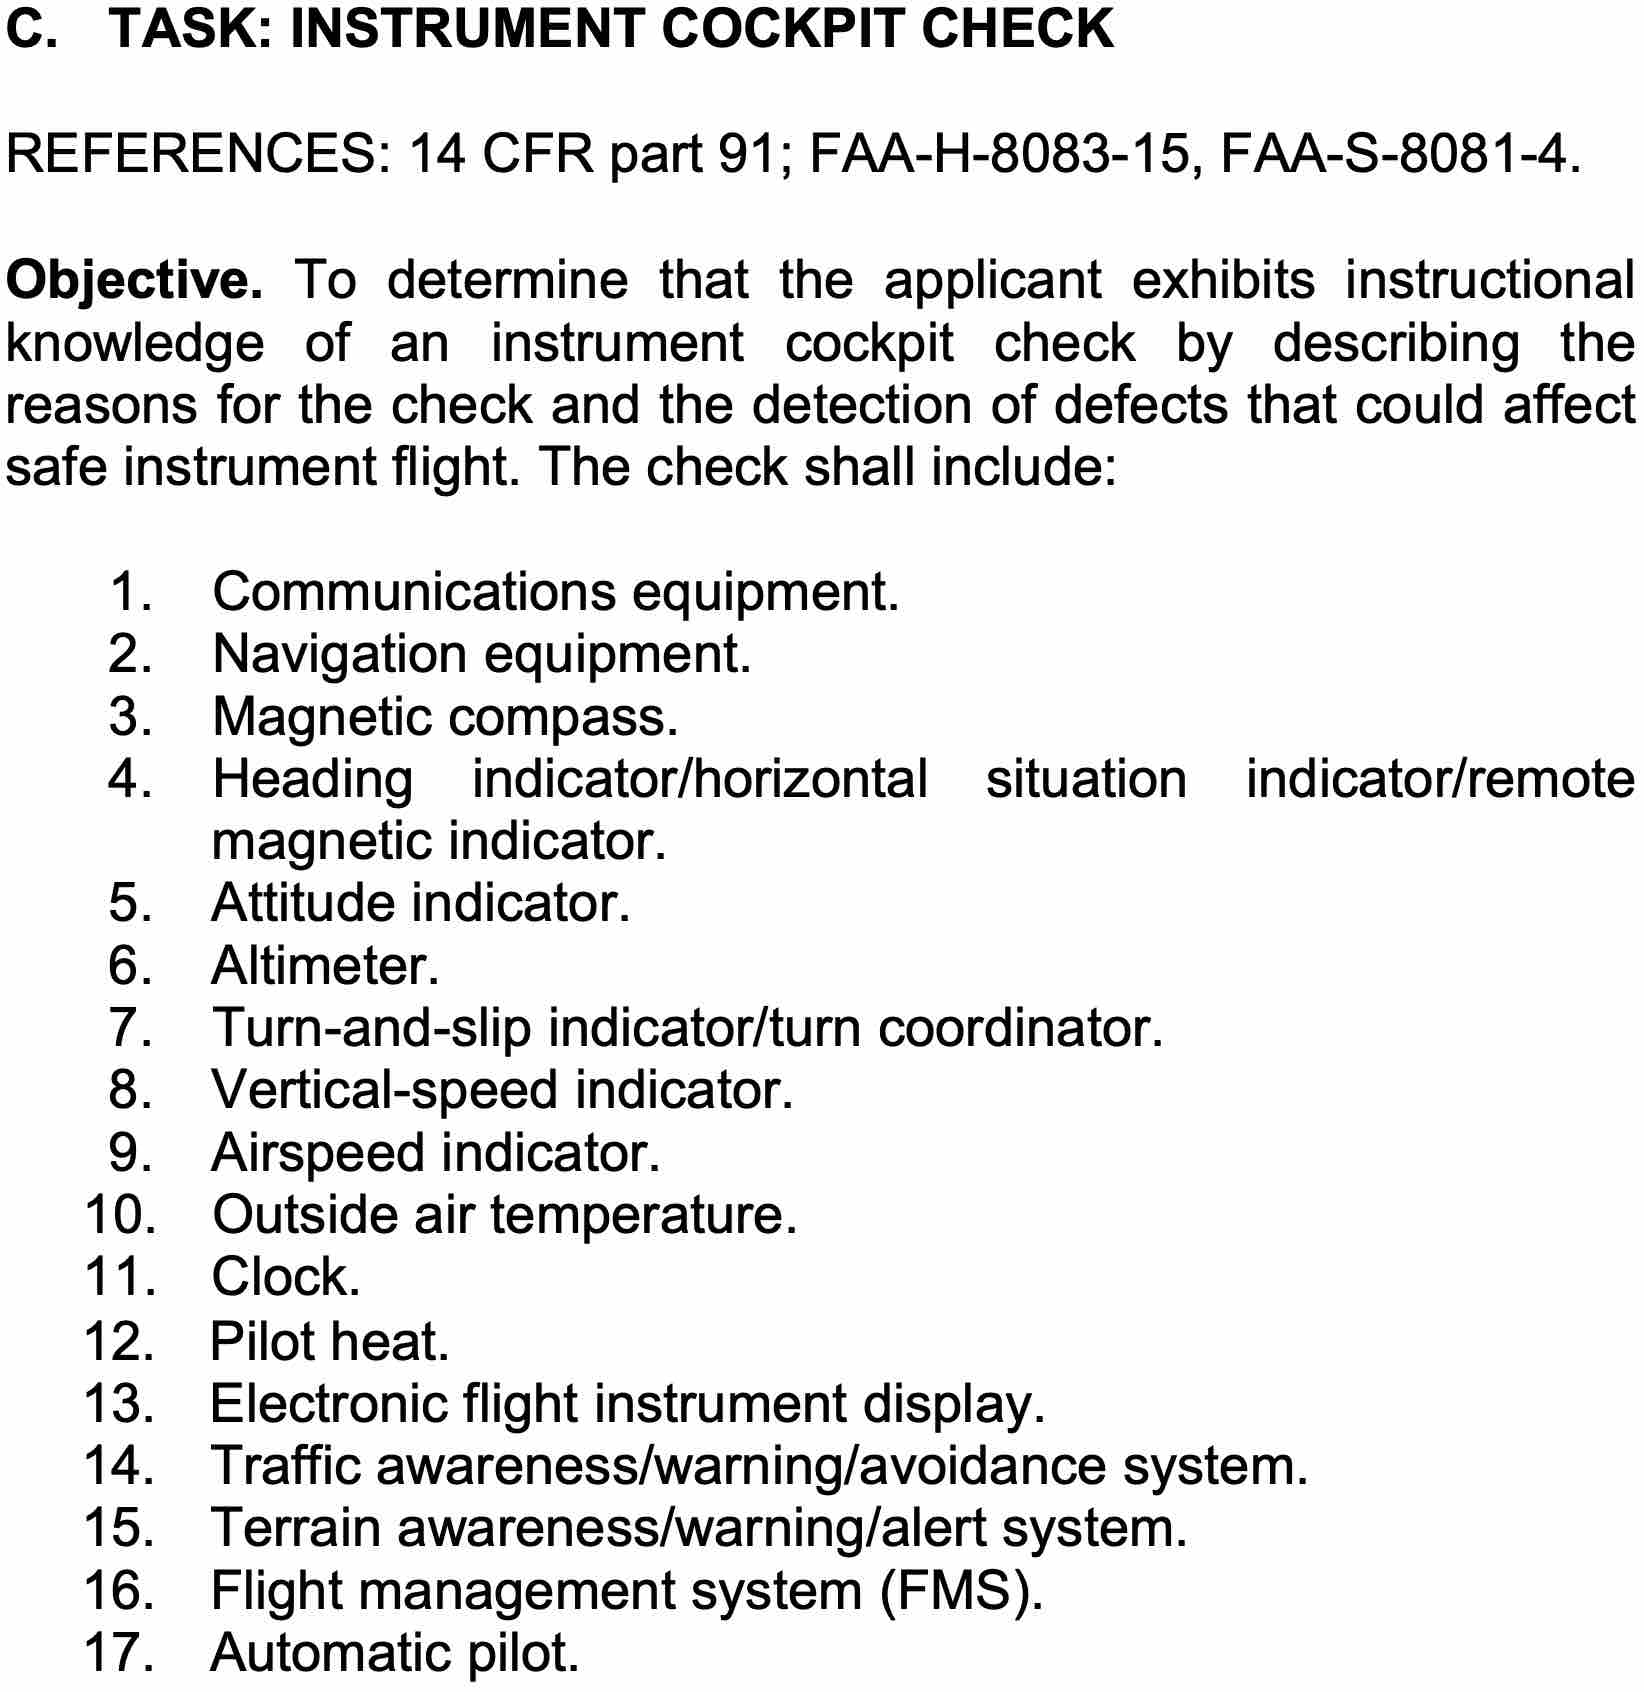 C. TASK: INSTRUMENT COCKPIT CHECK
REFERENCES: 14 CFR part 91; FAA-H-8083-15, FAA-S-8081-4.
Objective. To determine that the applicant exhibits instructional
knowledge of an instrument cockpit check by describing the
reasons for the check and the detection of defects that could affect
safe instrument flight. The check shall include:
1. Communications equipment.
2. Navigation equipment.
3. Magnetic compass.
4. Heading indicator/horizontal situation indicator/remote
magnetic indicator.
5. Attitude indicator.
6. Altimeter.
7. Turn-and-slip indicator/turn coordinator.
8. Vertical-speed indicator.
9. Airspeed indicator.
10. Outside air temperature.
11. Clock.
12. Pilot heat.
13. Electronic flight instrument display.
14. Traffic awareness/warning/avoidance system.
15. Terrain awareness/warning/alert system.
16. Flight management system (FMS).
17. Automatic pilot.